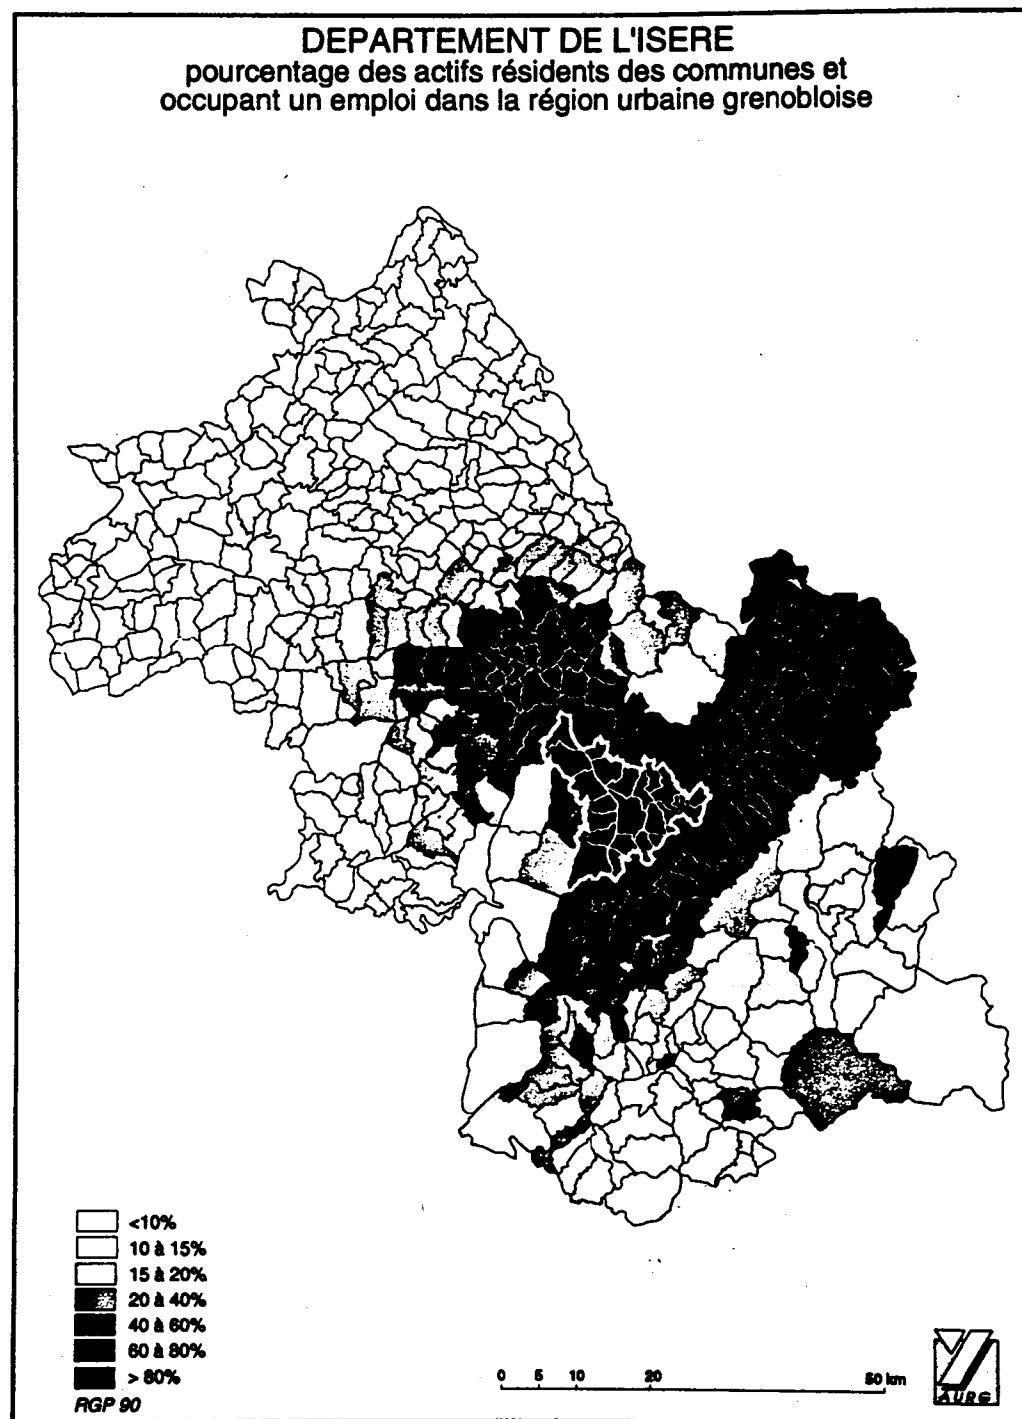 DEPARTEMENT DE L'ISERE
pourcentage des actifs résidents des communes et
occupant un emploi dans la région urbaine grenobloise
<10%
10 à 15%
15 à 20%
20 à 40%
40 à 60%
60 à 80%
> 80%
RGP 90
0 5 10 20 50 km
AURG